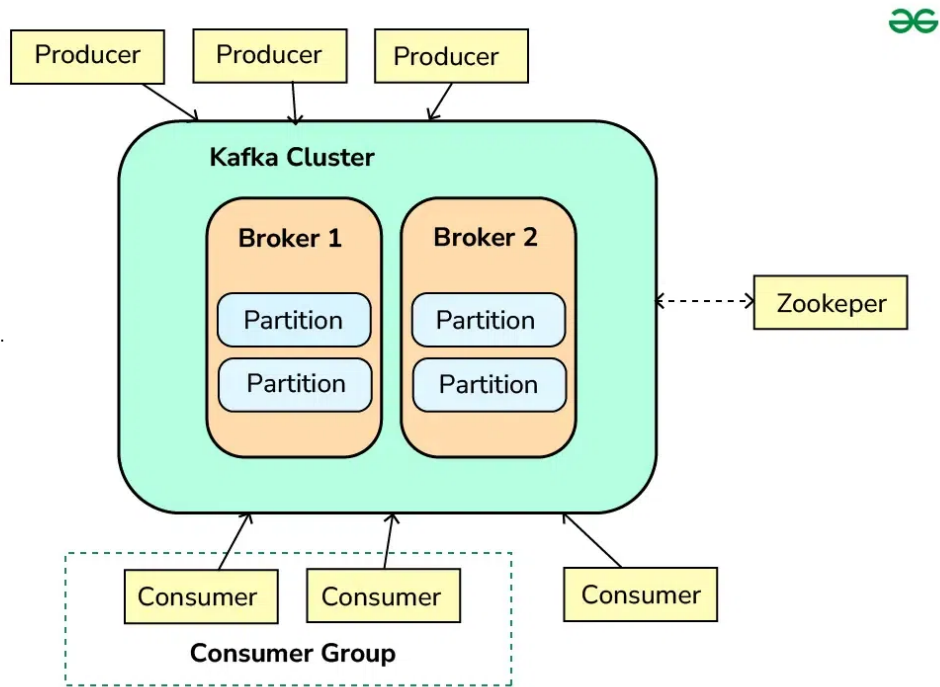 Producer
Producer
Producer
Kafka Cluster
Broker 1
Broker 2
Partition
Partition
Partition
Partition
Zookeper
Consumer
Consumer
Consumer
Consumer Group